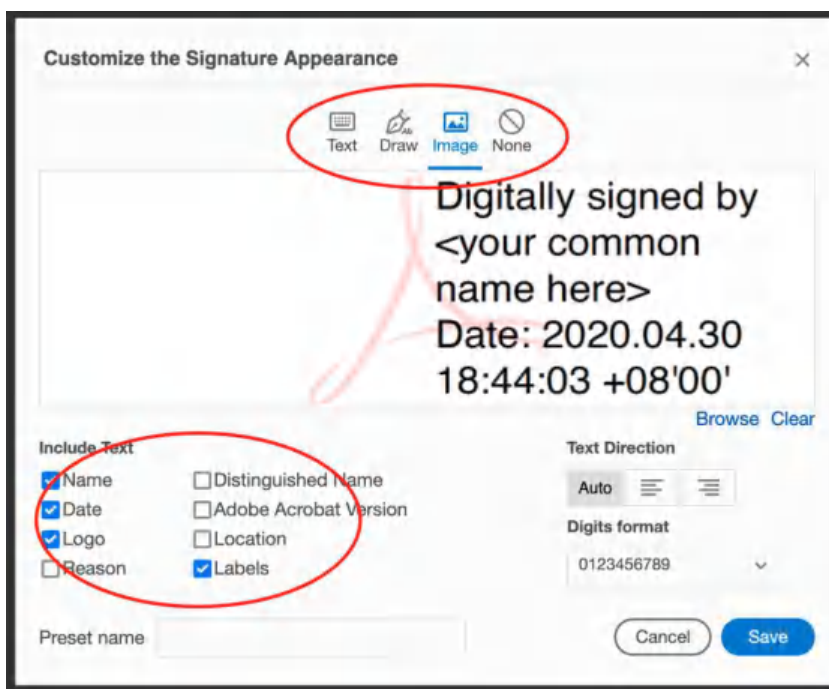 Customize the Signature Appearance
Text Draw Image None
Digitally signed by
<your common
name here>
Date: 2020.04.30
18:44:03 +08'00'
Browse Clear
Include Text
Name
Distinguished Name
Date
Adobe Acrobat Version
Logo
Location
Reason
Labels
Text Direction
Auto
Digits format
0123456789
Preset name
Cancel
Save